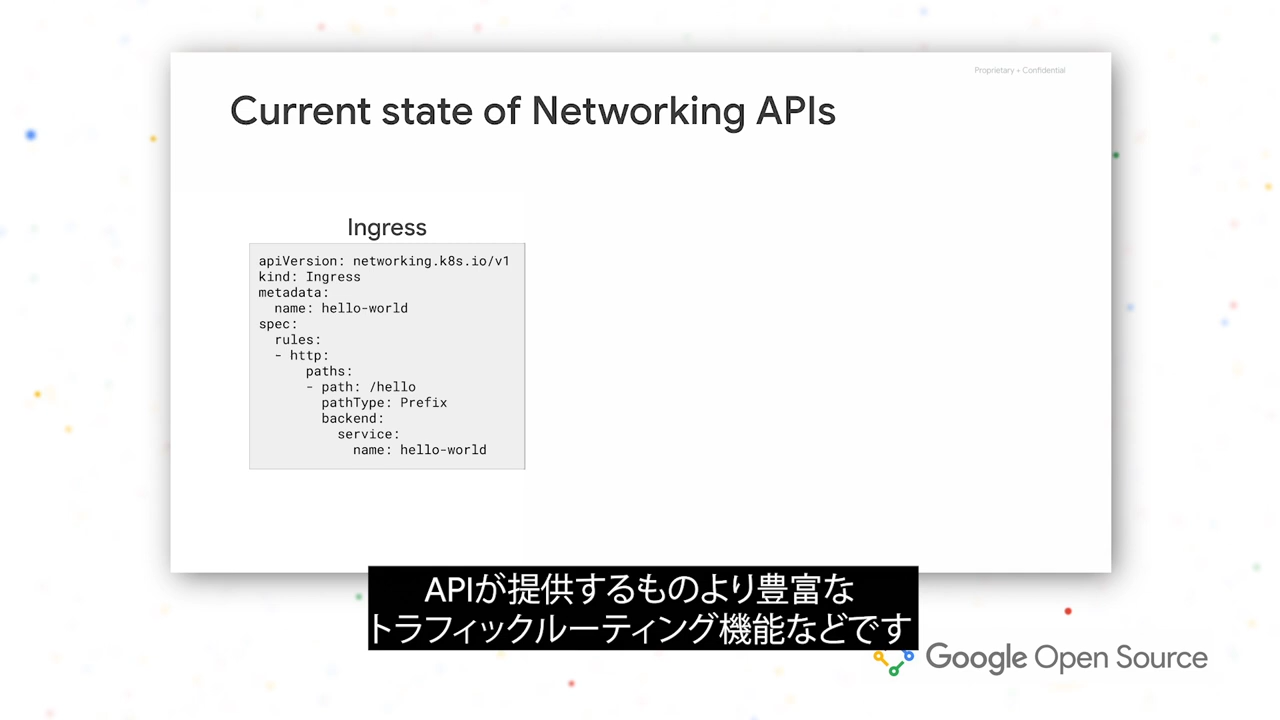 Proprietary + Confidential
Current state of Networking APIs
Ingress
apiVersion: networking.k8s.io/v1
kind: Ingress
metadata:
  name: hello-world
spec:
  rules:
  - http:
      paths:
      - path: /hello
        pathType: Prefix
        backend:
          service:
            name: hello-world
APIが提供するものより豊富な
トラフィックルーティング機能などです
Google Open Source